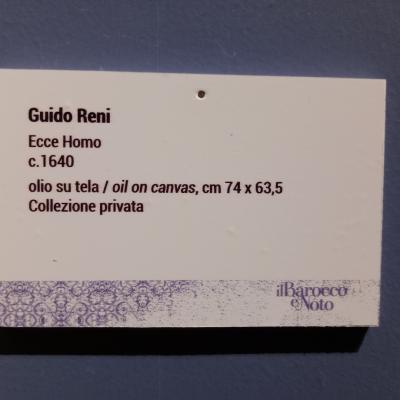 Guido Reni
Ecce Homo
c.1640
olio su tela / oil on canvas, cm 74 x 63,5
Collezione privata
ilBarocco
eNoto